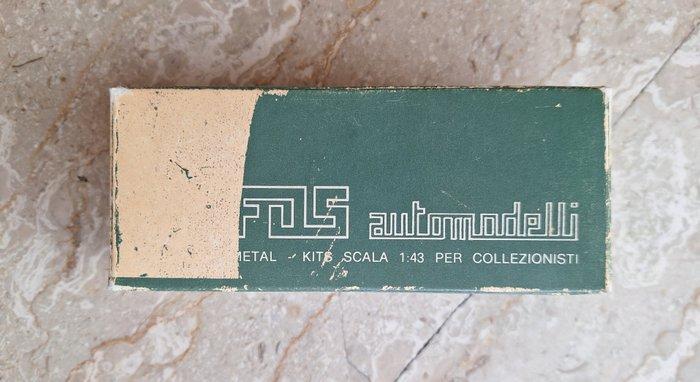 FDS automodelli
METAL - KITS SCALA 1:43 PER COLLEZIONISTI